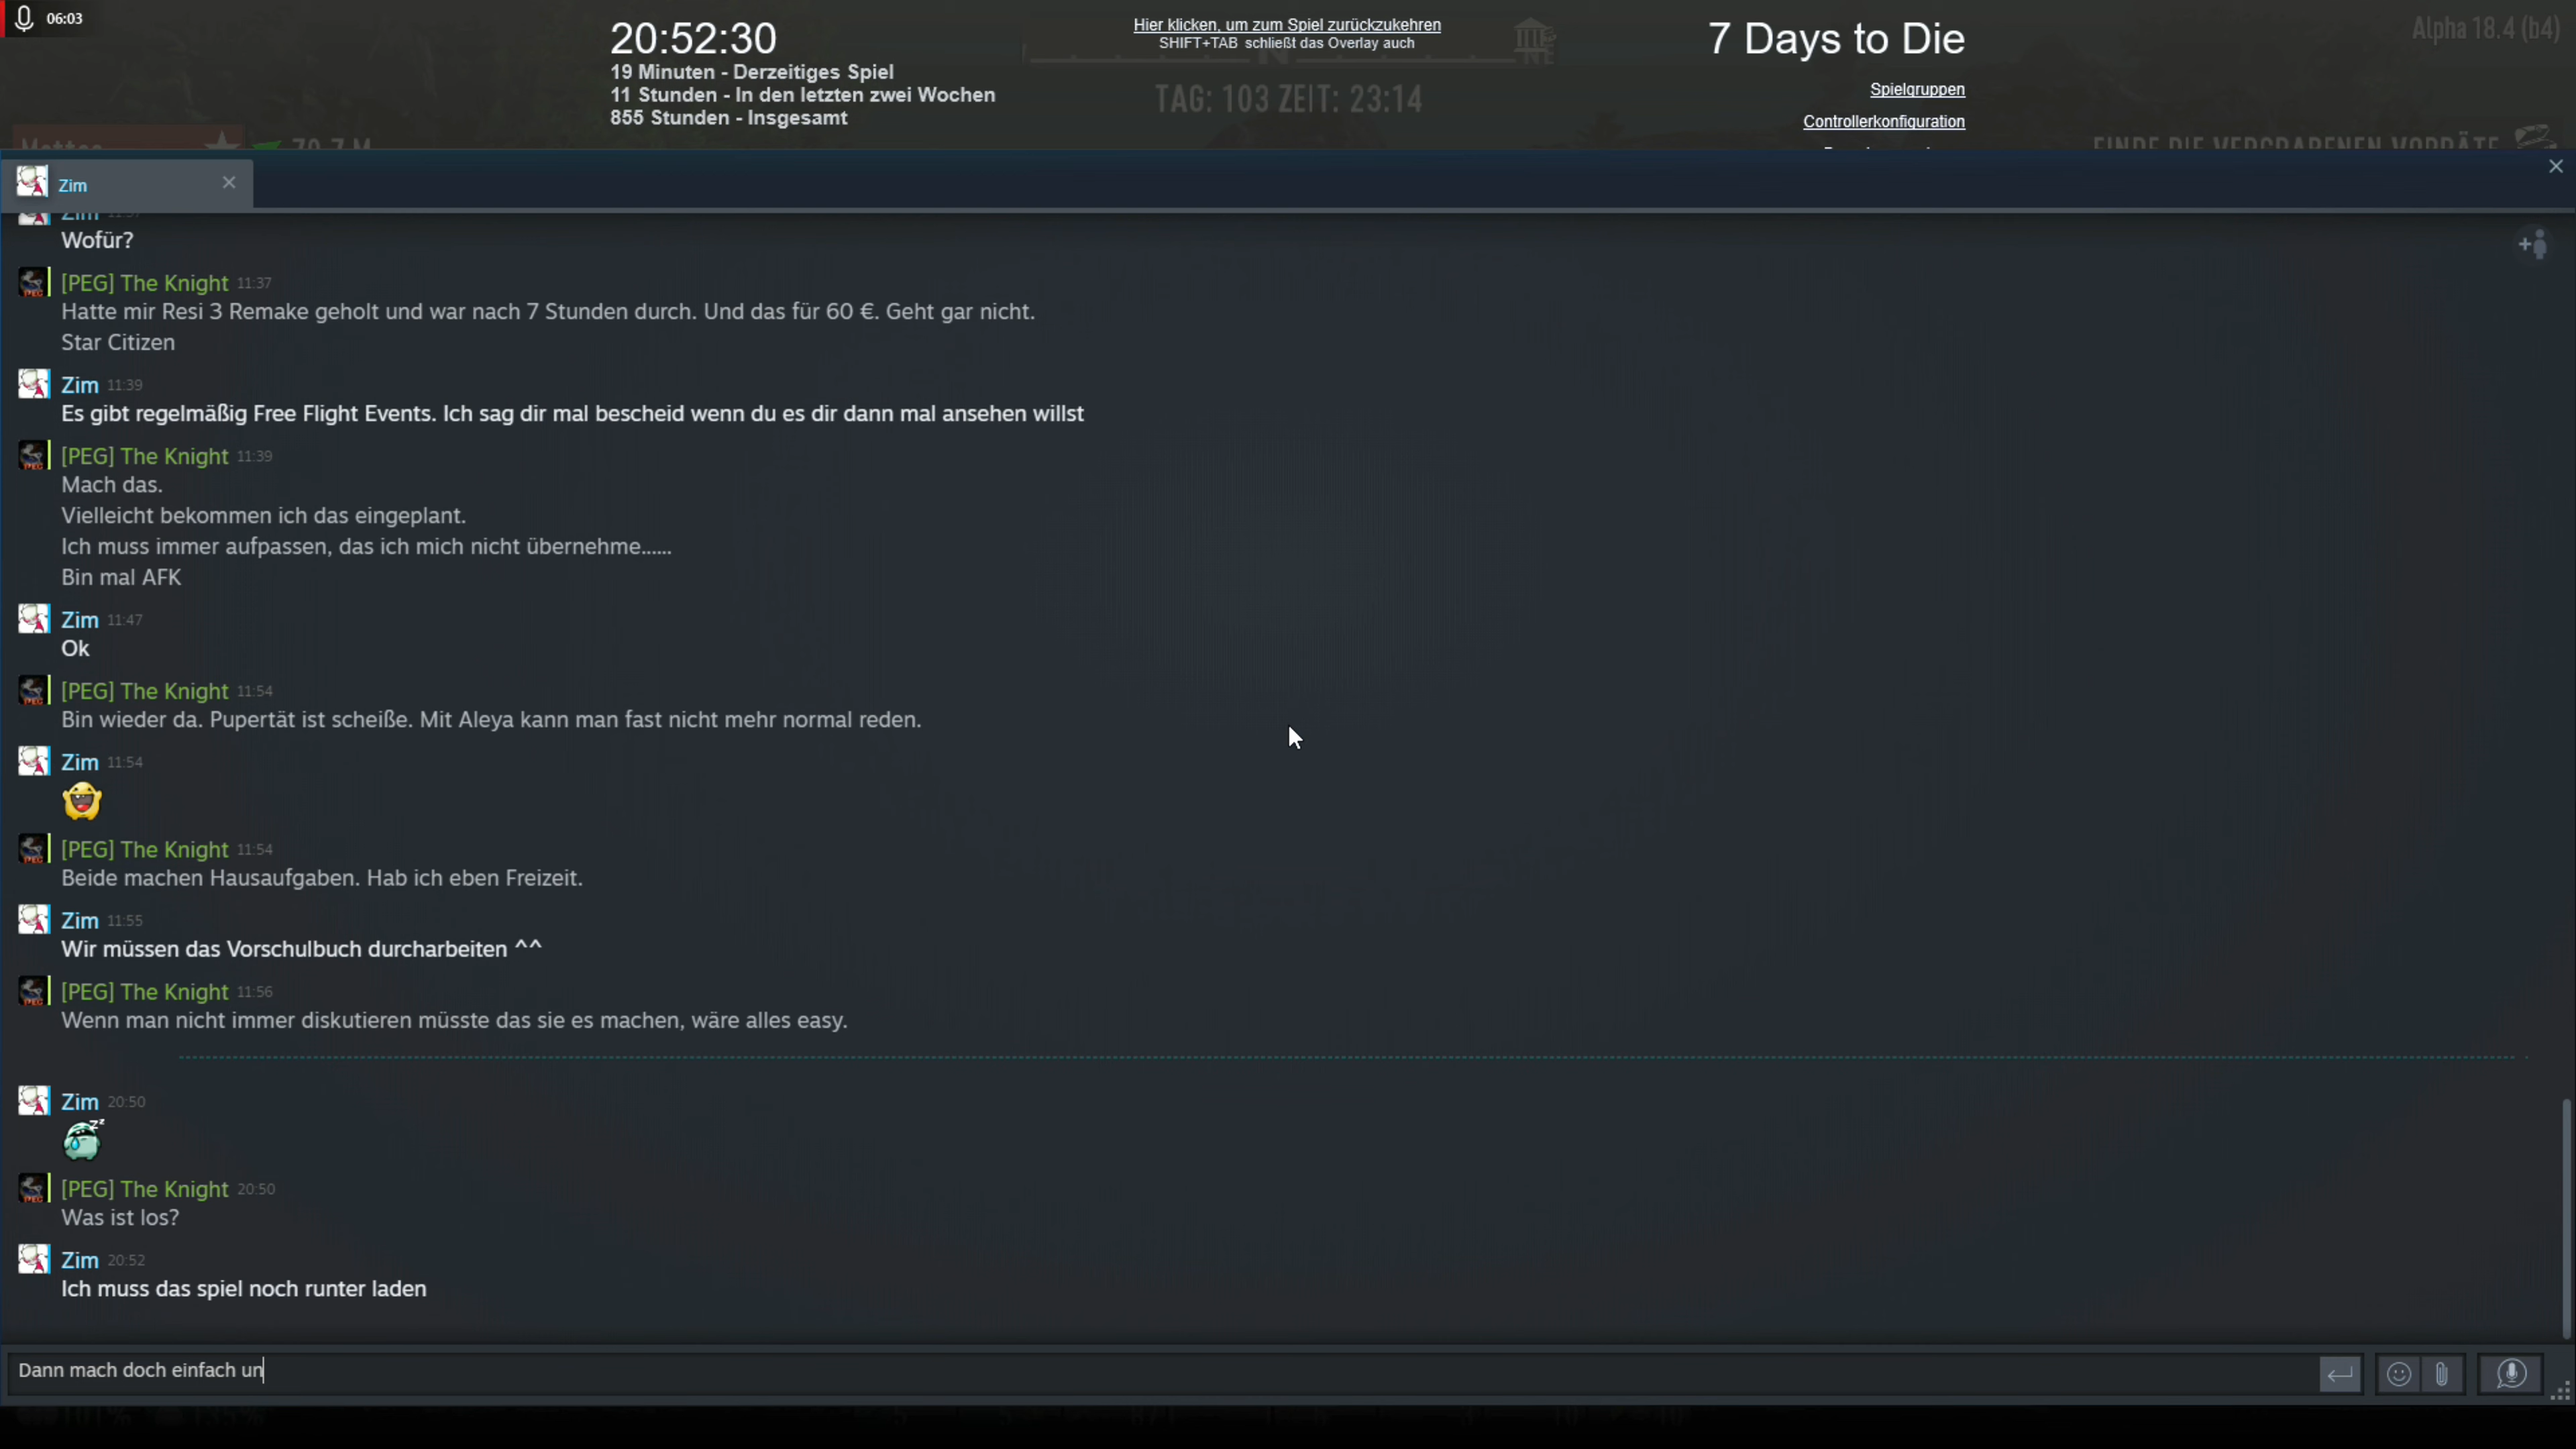 06:03
20:52:30
19 Minuten - Derzeitiges Spiel
11 Stunden - In den letzten zwei Wochen
855 Stunden - Insgesamt
Hier klicken, um zum Spiel zurückzukehren
SHIFT+TAB schließt das Overlay auch
TAG: 103 ZEIT: 23:14
7 Days to Die
Spielgruppen
Controllerkonfiguration
Alpha 18.4 (b4)
FINDE DIE VERGRABENEN VORRÄTE
Zim
Zim
Wofür?
[PEG] The Knight 11:37
Hatte mir Resi 3 Remake geholt und war nach 7 Stunden durch. Und das für 60 €. Geht gar nicht.
Star Citizen
Zim 11:39
Es gibt regelmäßig Free Flight Events. Ich sag dir mal bescheid wenn du es dir dann mal ansehen willst
[PEG] The Knight 11:39
Mach das.
Vielleicht bekommen ich das eingeplant.
Ich muss immer aufpassen, das ich mich nicht übernehme......
Bin mal AFK
Zim 11:47
Ok
[PEG] The Knight 11:54
Bin wieder da. Pupertät ist scheiße. Mit Aleya kann man fast nicht mehr normal reden.
Zim 11:54
[PEG] The Knight 11:54
Beide machen Hausaufgaben. Hab ich eben Freizeit.
Zim 11:55
Wir müssen das Vorschulbuch durcharbeiten ^^
[PEG] The Knight 11:56
Wenn man nicht immer diskutieren müsste das sie es machen, wäre alles easy.
Zim 20:50
[PEG] The Knight 20:50
Was ist los?
Zim 20:52
Ich muss das spiel noch runter laden
Dann mach doch einfach un